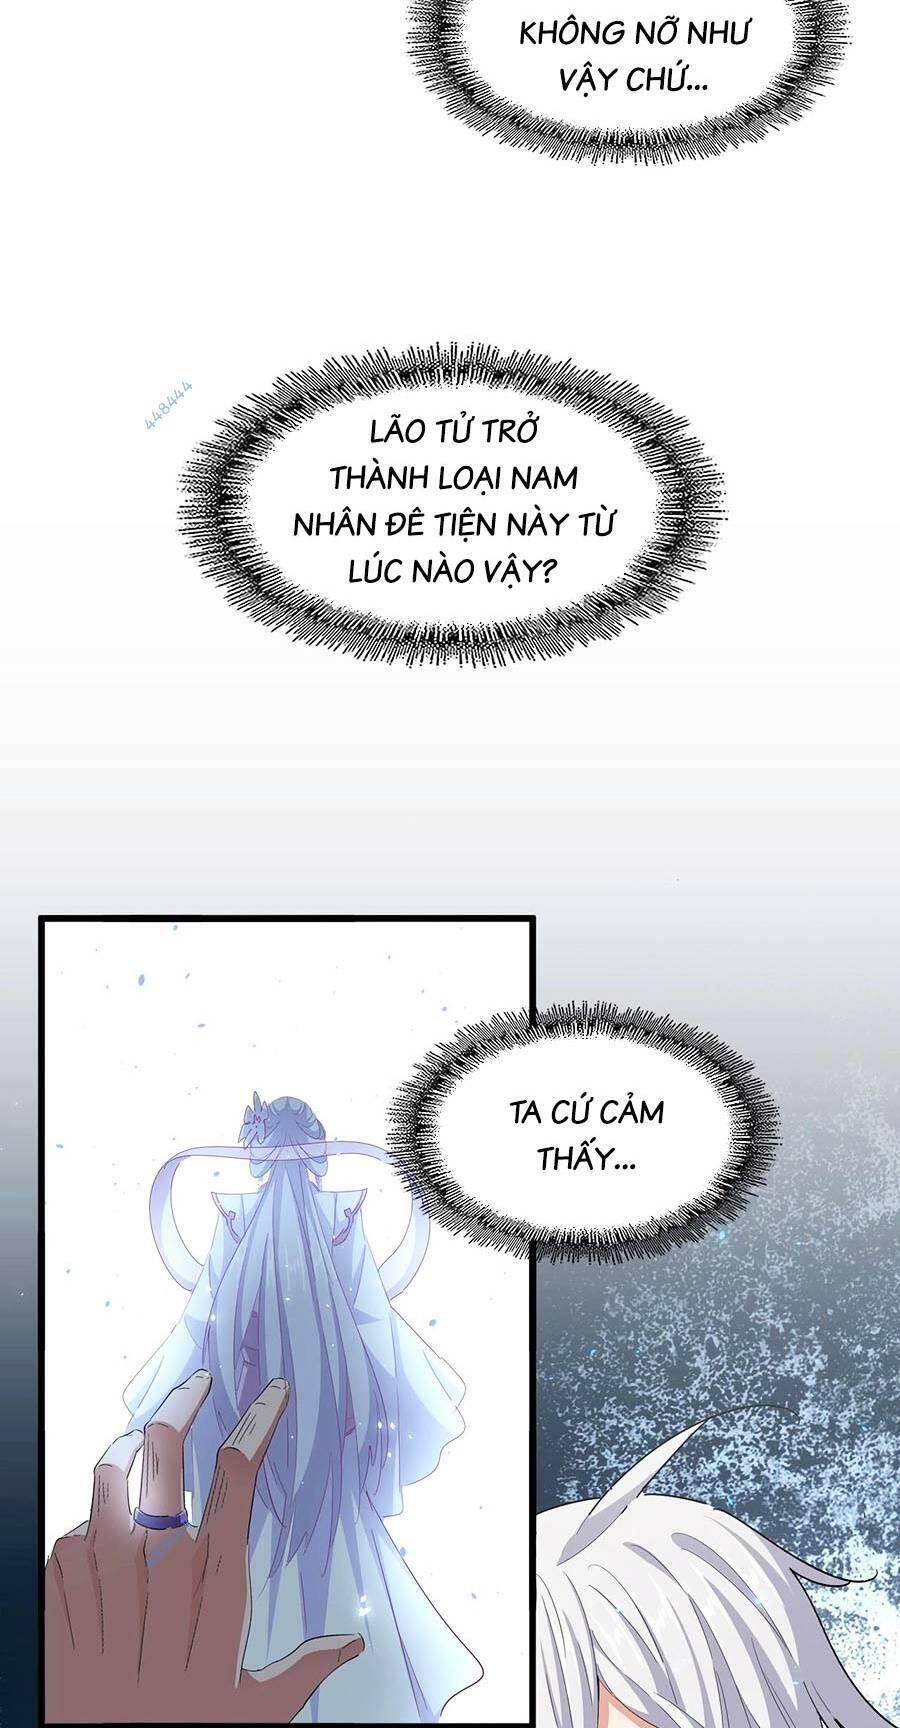 KHÔNG NỠ NHƯ
VẬY CHỨ...
448444
LÃO TỬ TRỞ
THÀNH LOẠI NAM
NHÂN ĐÊ TIỆN NÀY TỪ
LÚC NÀO VẬY?
TA CỨ CẢM
THẤY...